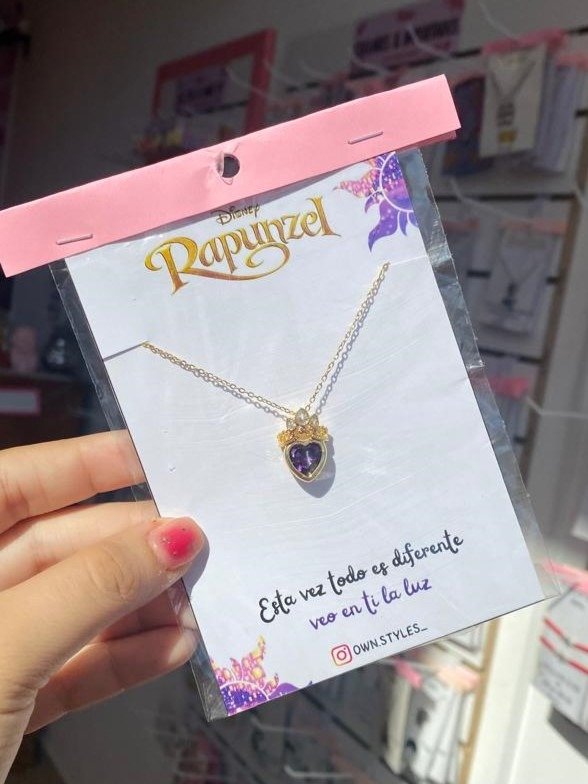 Disney
Rapunzel
Esta vez todo es diferente
veo en ti la luz
OWN.STYLES_